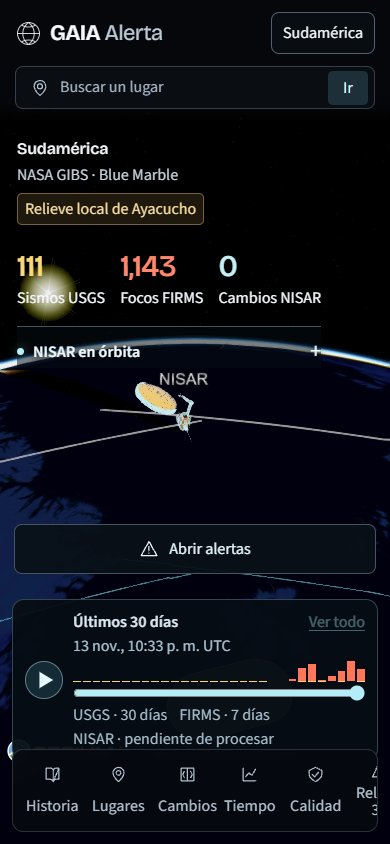 GAIA Alerta
Sudamérica
Buscar un lugar
Ir
Sudamérica
NASA GIBS · Blue Marble
Relieve local de Ayacucho
111
Sismos USGS
1,143
Focos FIRMS
0
Cambios NISAR
NISAR en órbita
+
NISAR
Abrir alertas
Últimos 30 días
Ver todo
13 nov., 10:33 p. m. UTC
USGS · 30 días FIRMS · 7 días
NISAR · pendiente de procesar
Historia
Lugares
Cambios
Tiempo
Calidad